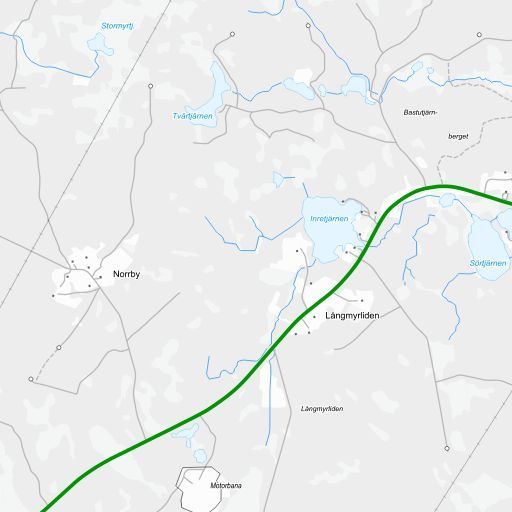 Stormyrtj
Tvärtjärnen
Bastutjärn-
berget
Inretjärnen
Sörtjärnen
Norrby
Långmyrliden
Långmyrliden
Motorbana